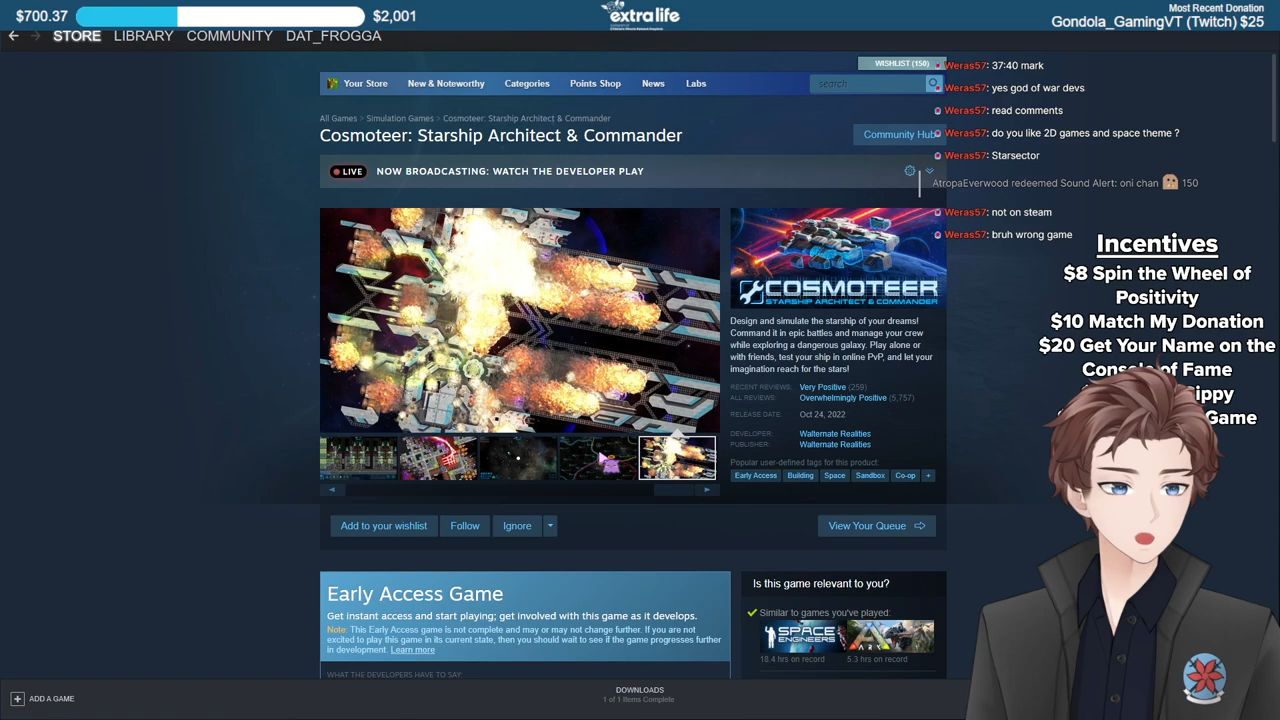 $700.37
$2,001
extralife
Most Recent Donation
Gondola_GamingVT (Twitch) $25
STORE LIBRARY COMMUNITY DAT_FROGGA
WISHLIST (150)
Your Store New & Noteworthy Categories Points Shop News Labs
search
All Games > Simulation Games > Cosmoteer: Starship Architect & Commander
Cosmoteer: Starship Architect & Commander
Community Hub
LIVE NOW BROADCASTING: WATCH THE DEVELOPER PLAY
COSMOTEER
STARSHIP ARCHITECT & COMMANDER
Design and simulate the starship of your dreams!
Command it in epic battles and manage your crew
while exploring a dangerous galaxy. Play alone or
with friends, test your ship in online PvP, and let your
imagination reach for the stars!
RECENT REVIEWS: Very Positive (259)
ALL REVIEWS: Overwhelmingly Positive (5,757)
RELEASE DATE: Oct 24, 2022
DEVELOPER: Walternate Realities
PUBLISHER: Walternate Realities
Popular user-defined tags for this product:
Early Access Building Space Sandbox Co-op +
Add to your wishlist Follow Ignore
View Your Queue
Early Access Game
Get instant access and start playing; get involved with this game as it develops.
Note: This Early Access game is not complete and may or may not change further. If you are
not excited to play this game in its current state, then you should wait to see if the game progresses further
in development. Learn more
WHAT THE DEVELOPERS HAVE TO SAY:
Is this game relevant to you?
Similar to games you've played:
SPACE
ENGINEERS
ARK
18.4 hrs on record
5.3 hrs on record
Weras57: 37:40 mark
Weras57: yes god of war devs
Weras57: read comments
Weras57: do you like 2D games and space theme ?
Weras57: Starsector
AtropaEverwood redeemed Sound Alert: oni chan 150
Weras57: not on steam
Weras57: bruh wrong game
Incentives
$8 Spin the Wheel of
Positivity
$10 Match My Donation
$20 Get Your Name on the
Console of Fame
ippy
Game
ADD A GAME
DOWNLOADS
1 of 1 Items Complete